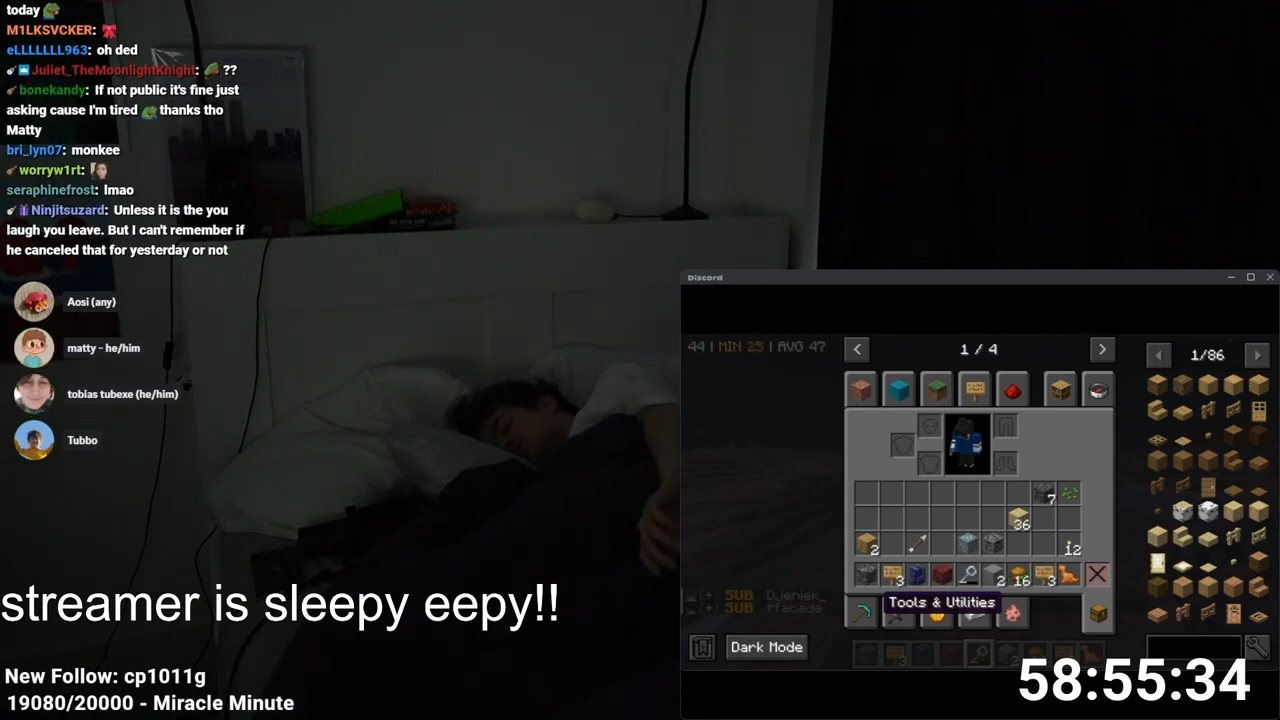 today
M1LKSVCKER:
eLLLLLLL963: oh ded
Juliet_TheMoonlightKnight: ??
bonekandy: If not public it's fine just
asking cause I'm tired thanks tho
Matty
bri_lyn07: monkee
worryw1rt:
seraphinefrost: lmao
Ninjitsuzard: Unless it is the you
laugh you leave. But I can't remember if
he canceled that for yesterday or not
Aosi (any)
matty - he/him
tobias tubexe (he/him)
Tubbo
streamer is sleepy eepy!!
New Follow: cp1011g
19080/20000 - Miracle Minute
Discord
44 | MIN 25 | AVG 47
1 / 4
1/86
7
36
2
12
3
2
16
3
Tools & Utilities
[+] SUB Djeniek_
[+] SUB ffacade
Dark Mode
58:55:34